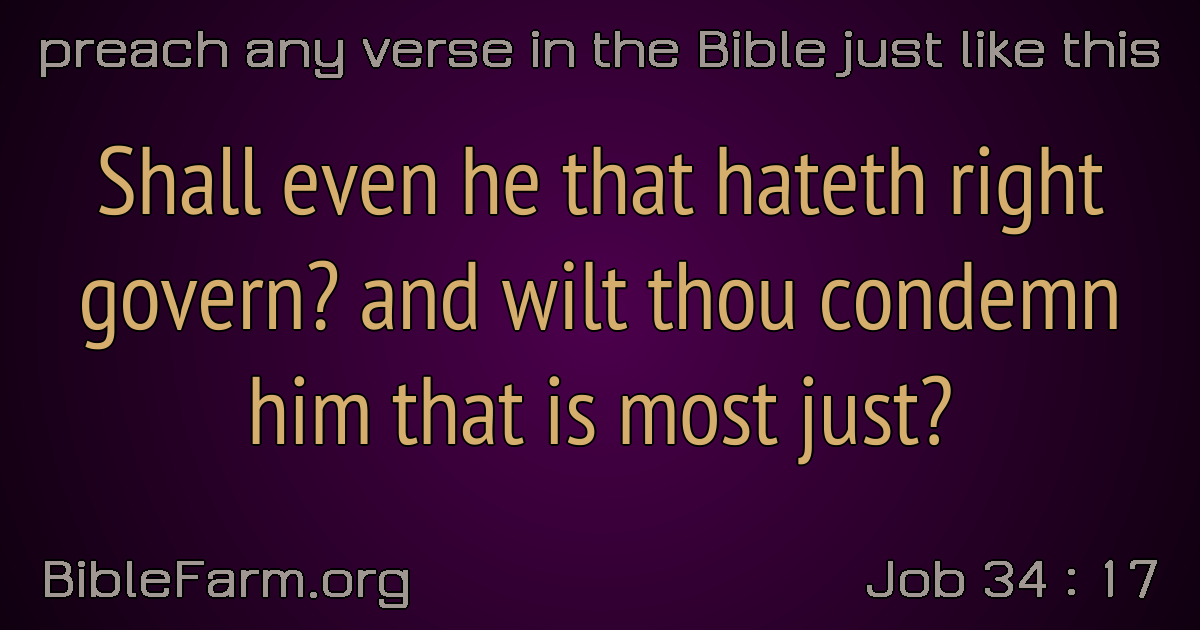 preach any verse in the Bible just like this
Shall even he that hateth right
govern? and wilt thou condemn
him that is most just?
BibleFarm.org
Job 34 : 17